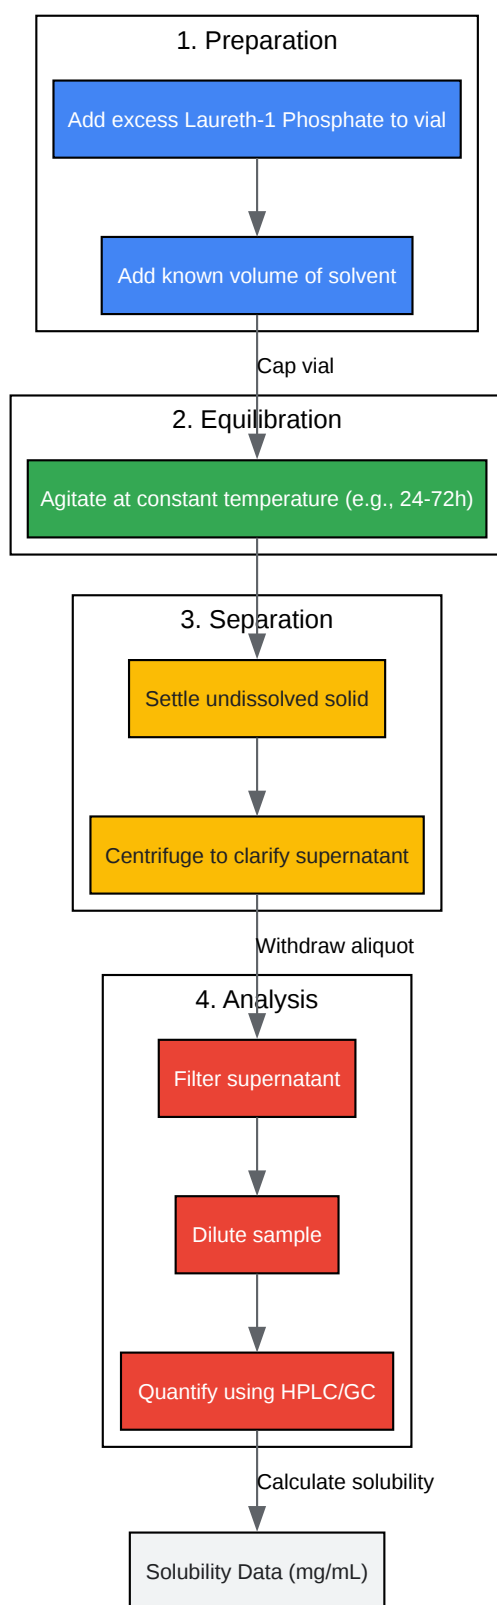 1. Preparation
Add excess Laureth-1 Phosphate to vial
Add known volume of solvent
Cap vial
2. Equilibration
Agitate at constant temperature (e.g., 24-72h)
3. Separation
Settle undissolved solid
Centrifuge to clarify supernatant
Withdraw aliquot
4. Analysis
Filter supernatant
Dilute sample
Quantify using HPLC/GC
Calculate solubility
Solubility Data (mg/mL)